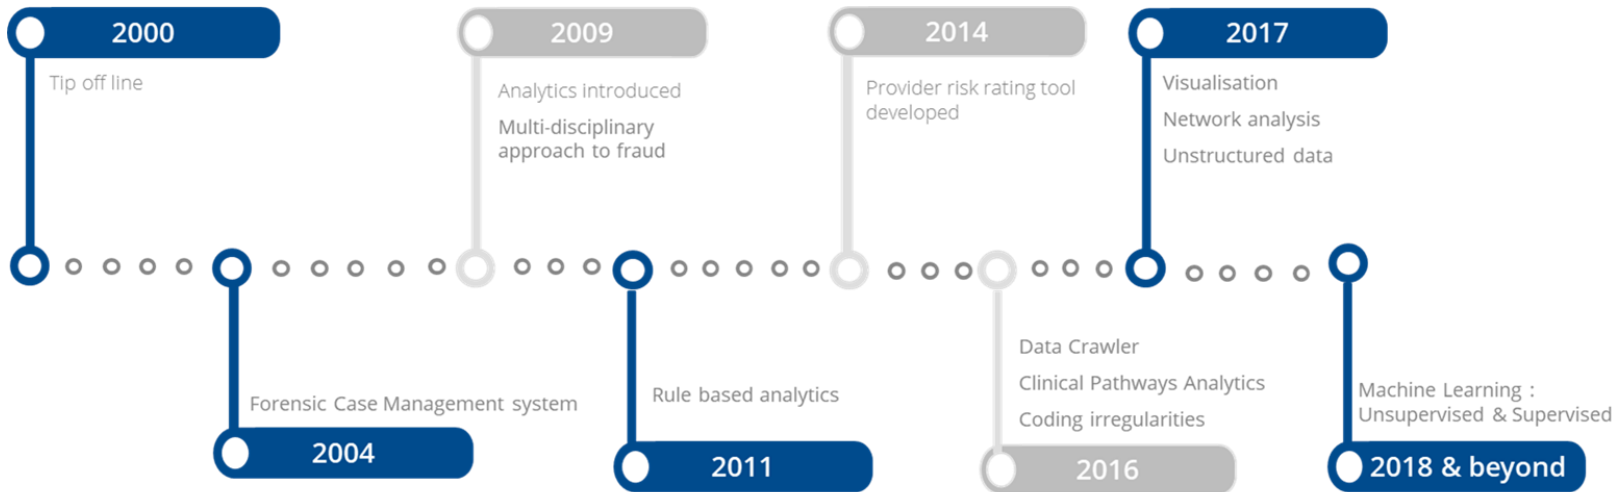 2000
Tip off line
2009
Analytics introduced
Multi-disciplinary
approach to fraud
2014
Provider risk rating tool
developed
2017
Visualisation
Network analysis
Unstructured data
Forensic Case Management system
2004
Rule based analytics
2011
Data Crawler
Clinical Pathways Analytics
Coding irregularities
2016
Machine Learning :
Unsupervised & Supervised
2018 & beyond